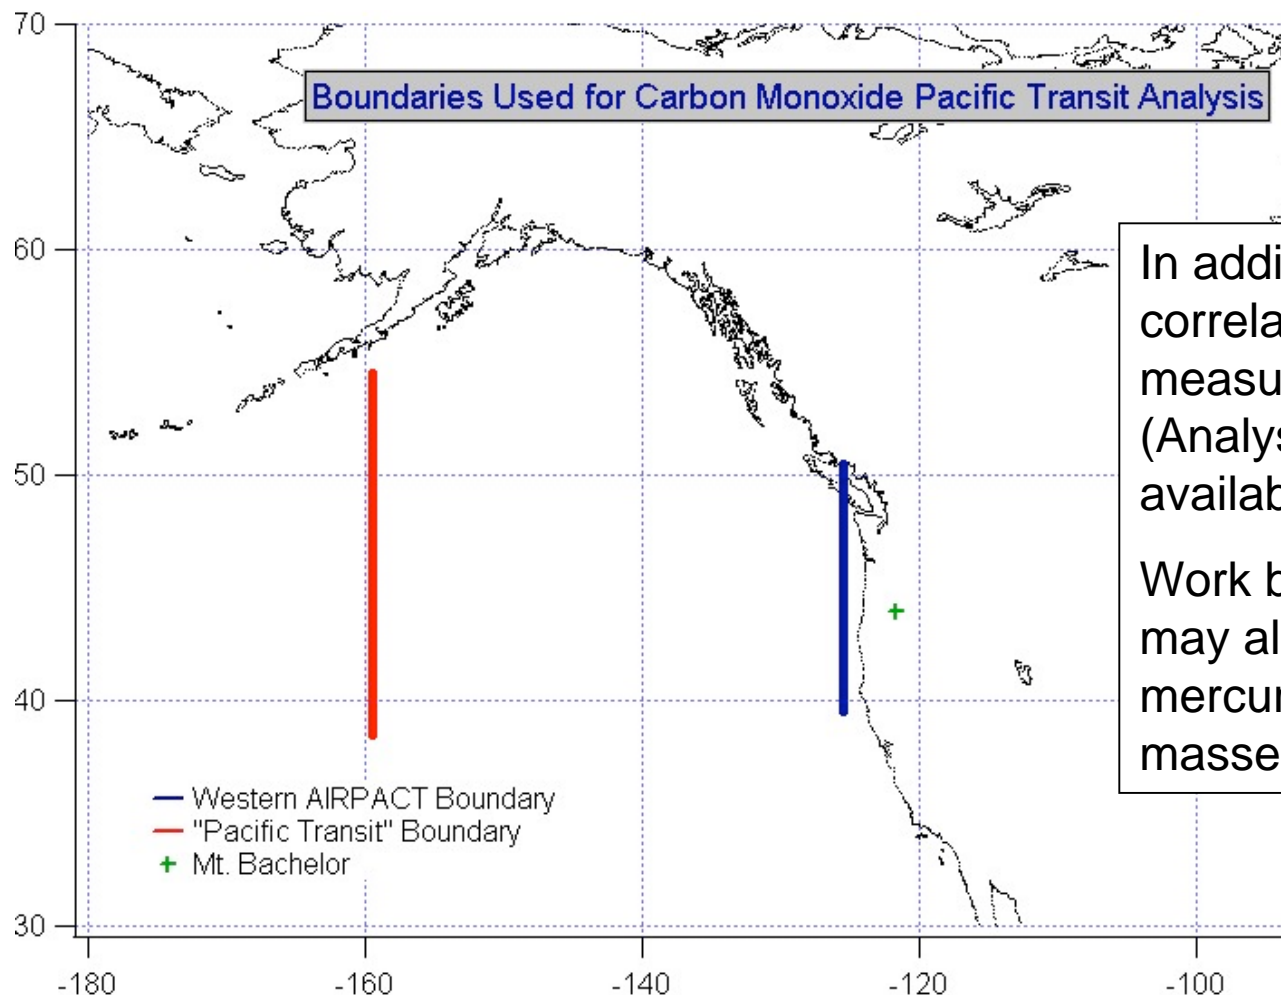 70
Boundaries Used for Carbon Monoxide Pacific Transit Analysis
60
50
40
30
-180
-160
-140
-120
-100
Western AIRPACT Boundary
"Pacific Transit" Boundary
Mt. Bachelor
In addi
correla
measu
(Analys
availab
Work b
may al
mercur
masse